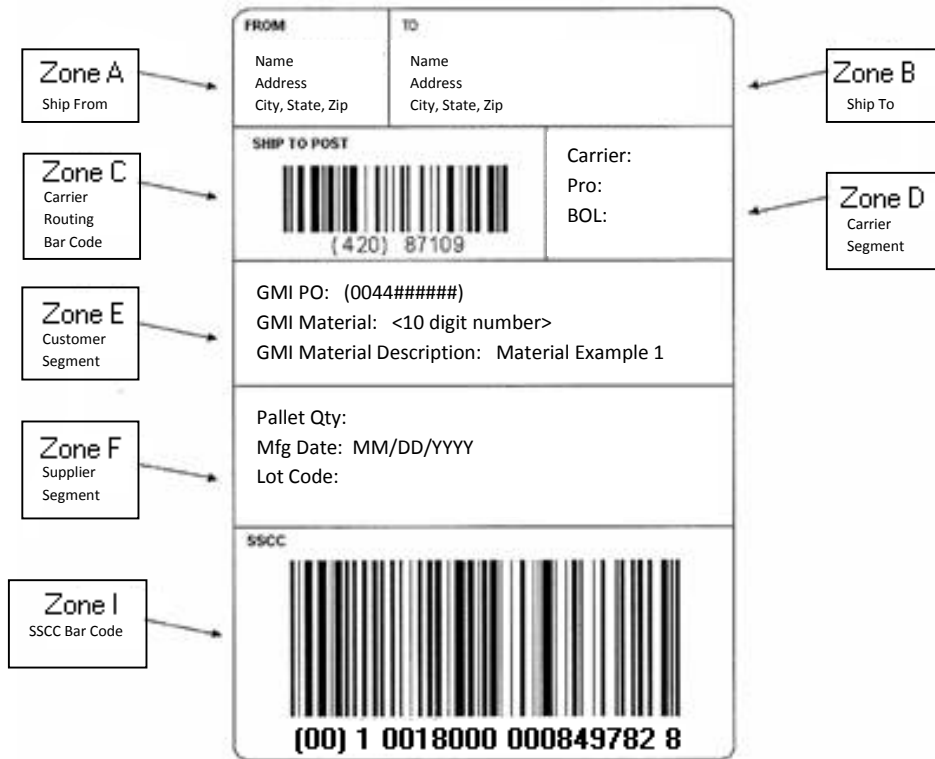 FROM
TO
Zone A
Ship From
Name
Address
City, State, Zip
Name
Address
City, State, Zip
Zone B
Ship To
Zone C
Carrier
Routing
Bar Code
SHIP TO POST
(420) 87109
Carrier:
Pro:
BOL:
Zone D
Carrier
Segment
Zone E
Customer
Segment
GMI PO: (0044######)
GMI Material: <10 digit number>
GMI Material Description: Material Example 1
Zone F
Supplier
Segment
Pallet Qty:
Mfg Date: MM/DD/YYYY
Lot Code:
SSCC
Zone I
SSCC Bar Code
(00) 1 0018000 000849782 8